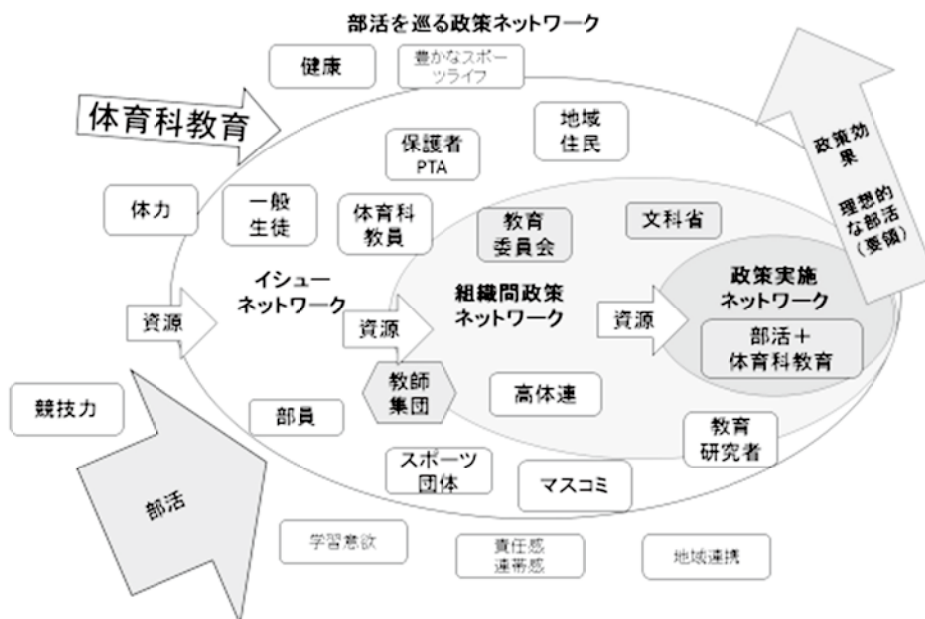 部活を巡る政策ネットワーク
健康
豊かなスポー
ツライフ
体育科教育
保護者
PTA
地域
住民
政策効
果
理想的
な部活
(要領)
体力
一般
生徒
体育科
教員
教育
委員会
文科省
イシュー
ネットワーク
組織間政策
ネットワーク
政策実施
ネットワーク
資源
資源
資源
部活+
体育科教育
競技力
部員
教師
集団
高体連
教育
研究者
スポーツ
団体
マスコミ
部活
学習意欲
責任感
連帯感
地域連携